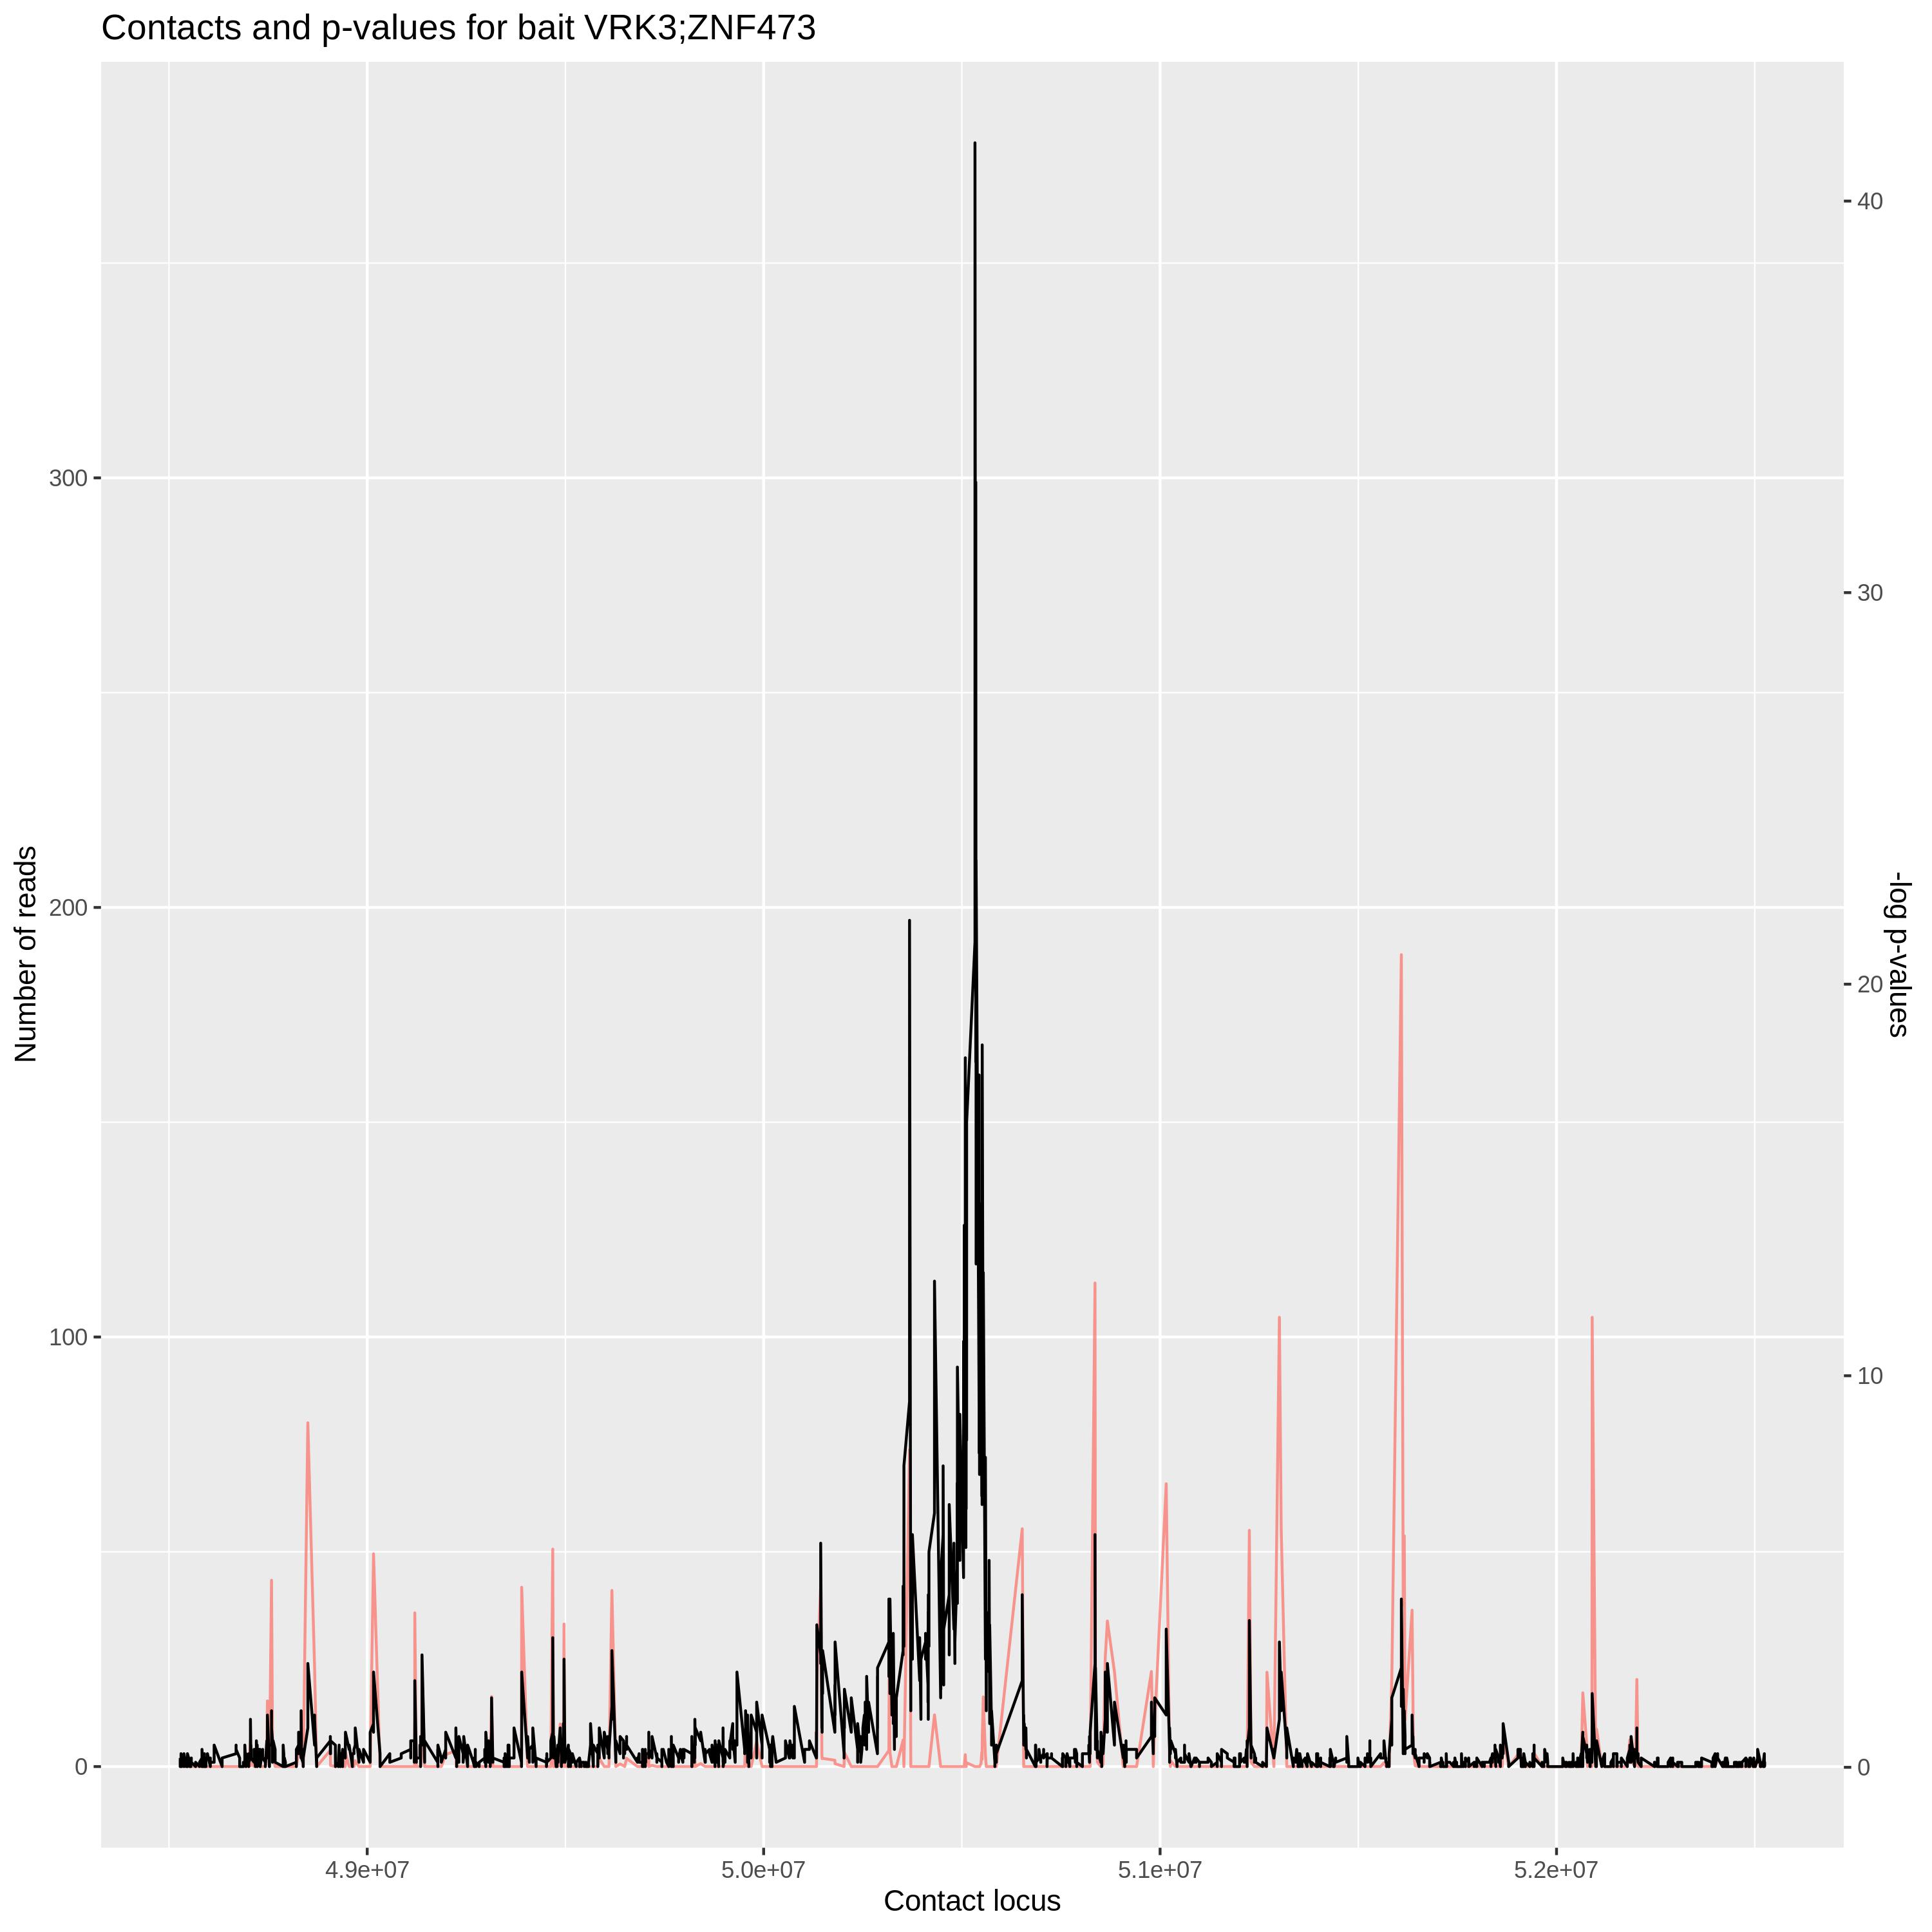 Contacts and p-values for bait VRK3;ZNF473
Number of reads
300
200
100
0
40
30
20
10
0
-log p-values
4.9e+07
5.0e+07
5.1e+07
5.2e+07
Contact locus